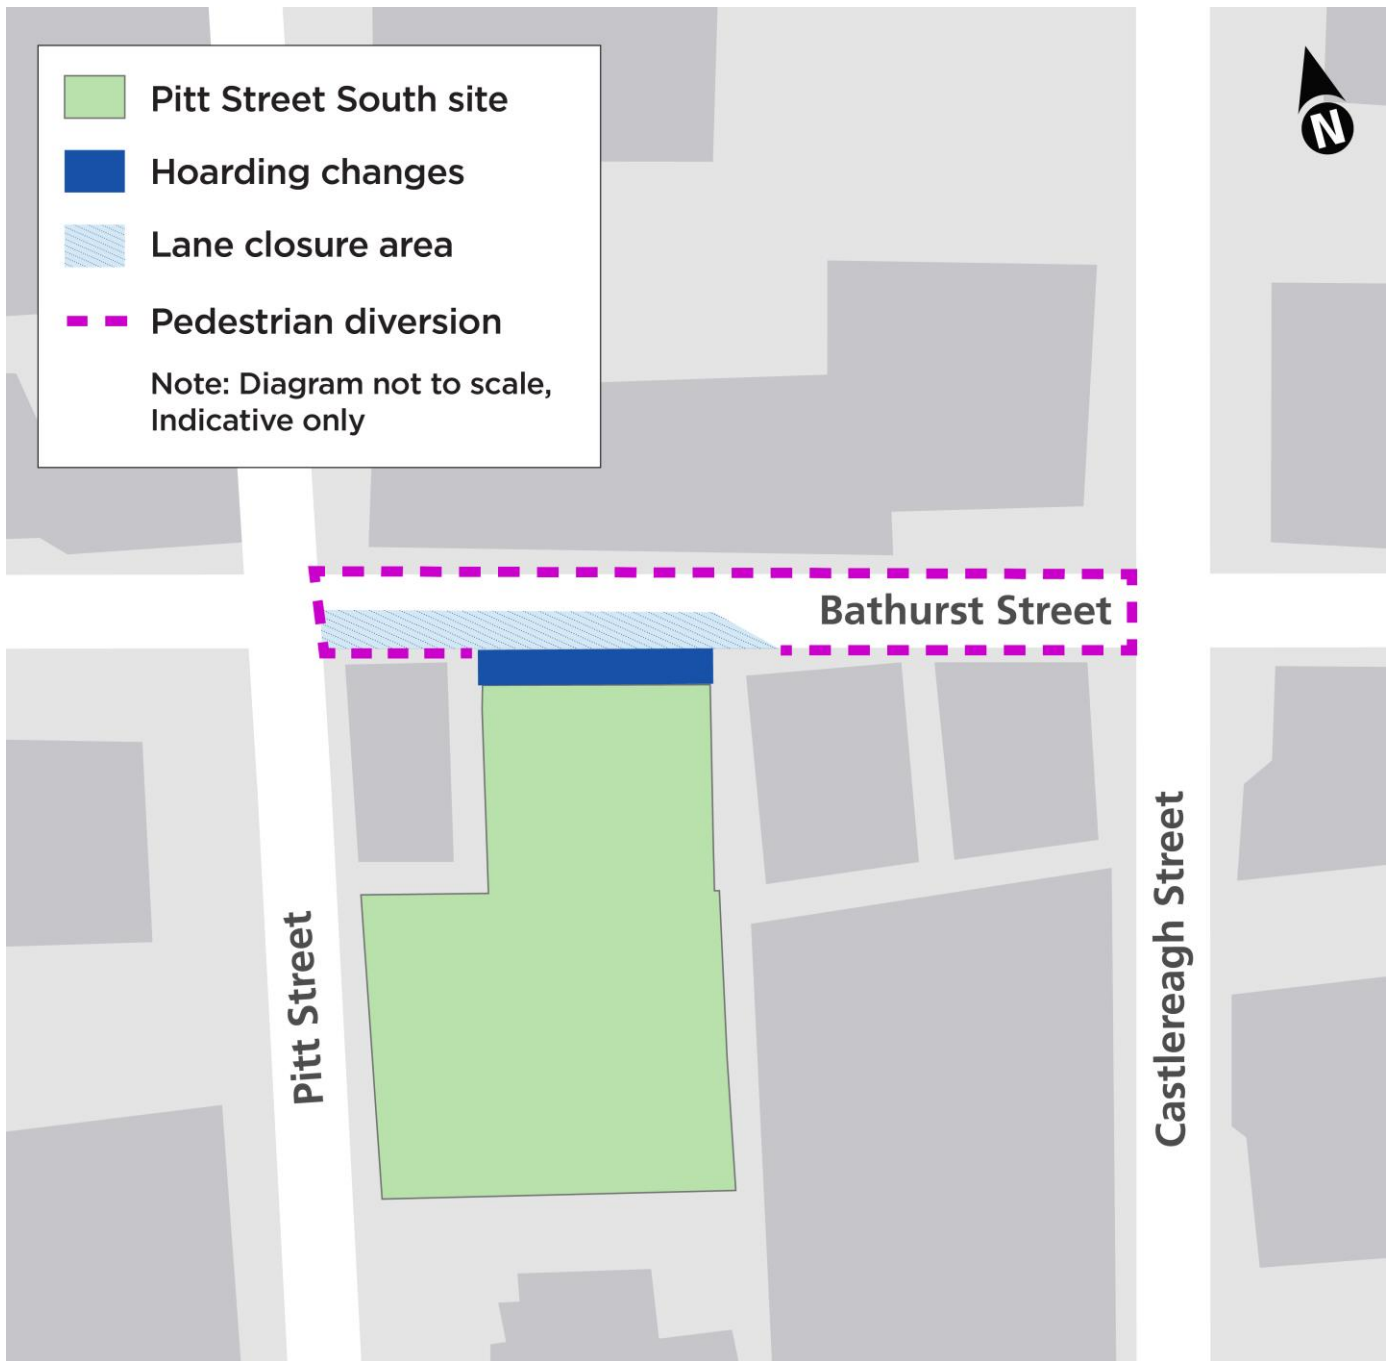 Pitt Street South site
Hoarding changes
Lane closure area
Pedestrian diversion
Note: Diagram not to scale,
Indicative only
N
Bathurst Street
Pitt Street
Castlereagh Street